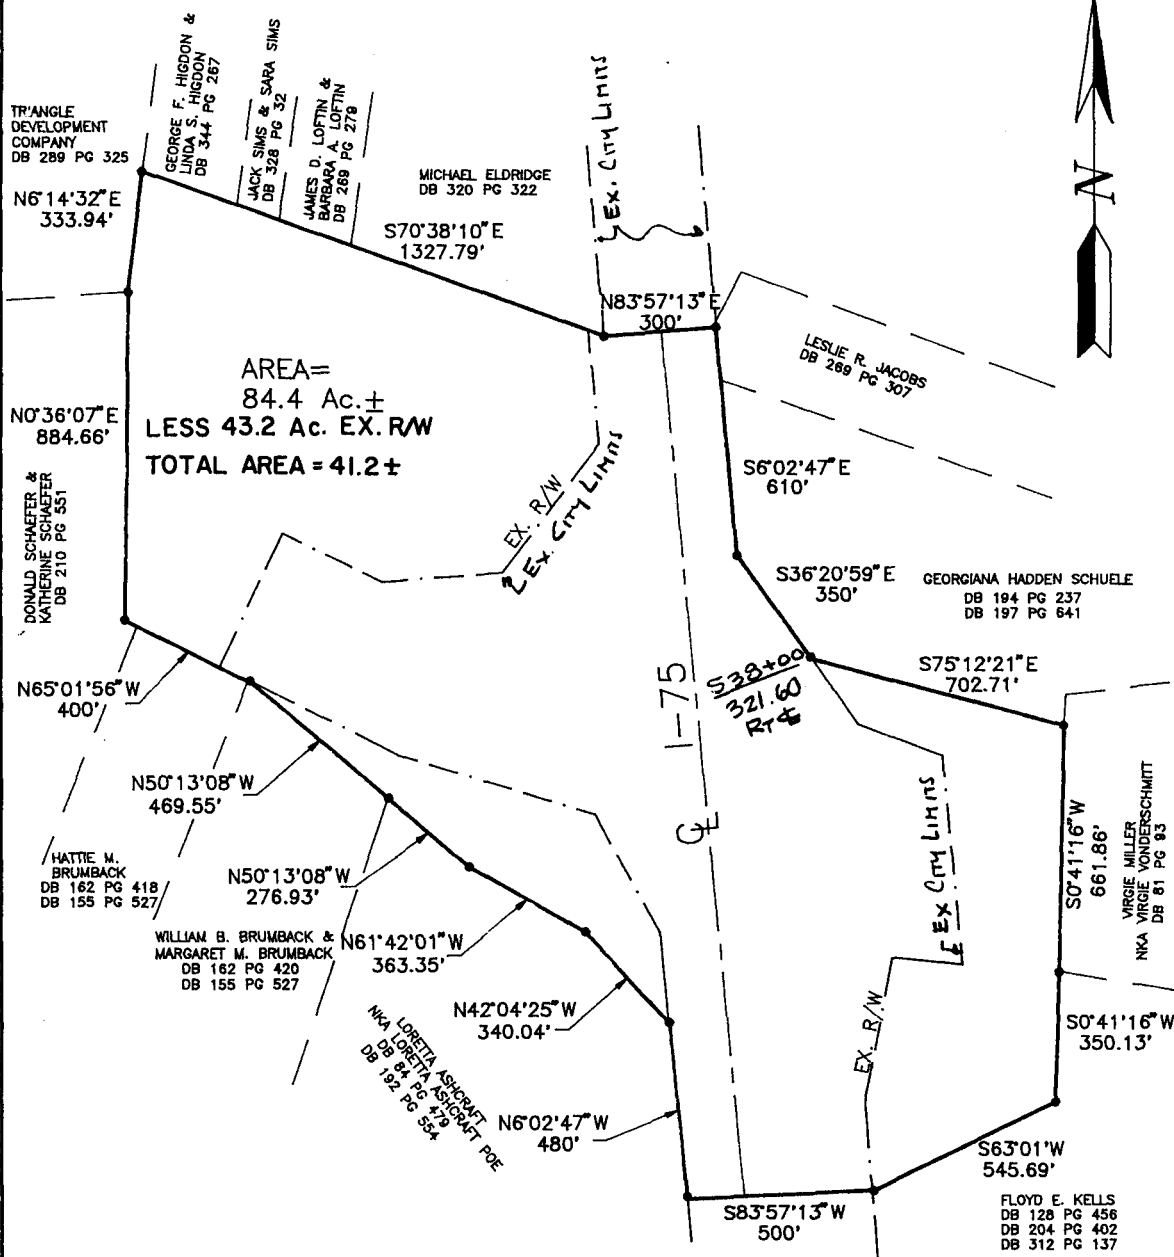 GEORGE F. HIGDON &
LINDA S. HIGDON
DB 344 PG 267
JACK SIMS & SARA SIMS
DB 328 PG 32
JAMES D. LOFTIN &
BARBARA A. LOFTIN
DB 269 PG 279
TRIANGLE
DEVELOPMENT
COMPANY
DB 289 PG 325
MICHAEL ELDRIDGE
DB 320 PG 322
EX. CITY LIMITS
N
N6°14'32"E
333.94'
S70°38'10"E
1327.79'
N83°57'13"E
300'
LESLIE R. JACOBS
DB 269 PG 307
AREA=
84.4 Ac.±
LESS 43.2 Ac. EX. R/W
TOTAL AREA = 41.2±
N0°36'07"E
884.66'
DONALD SCHAEFER &
KATHERINE SCHAEFER
DB 210 PG 551
EX. R/W
EX. CITY LIMITS
S6°02'47"E
610'
S36°20'59"E
350'
GEORGIANA HADDEN SCHUELE
DB 194 PG 237
DB 197 PG 641
S75°12'21"E
702.71'
538+00
321.60
RT ℄
I-75
℄
N65°01'56"W
400'
N50°13'08"W
469.55'
HATTIE M.
BRUMBACK
DB 162 PG 418
DB 155 PG 527
N50°13'08"W
276.93'
WILLIAM B. BRUMBACK &
MARGARET M. BRUMBACK
DB 162 PG 420
DB 155 PG 527
N61°42'01"W
363.35'
EX CITY LIMITS
S0°41'16"W
661.86'
VIRGIE MILLER
NKA VIRGIE VONDERSCHMITT
DB 81 PG 93
N42°04'25"W
340.04'
LORETTA ASHCRAFT
NKA LORETTA ASHCRAFT POE
DB 84 PG 479
DB 192 PG 554
EX. R/W
S0°41'16"W
350.13'
N6°02'47"W
480'
S63°01'W
545.69'
S83°57'13"W
500'
FLOYD E. KELLS
DB 128 PG 456
DB 204 PG 402
DB 312 PG 137